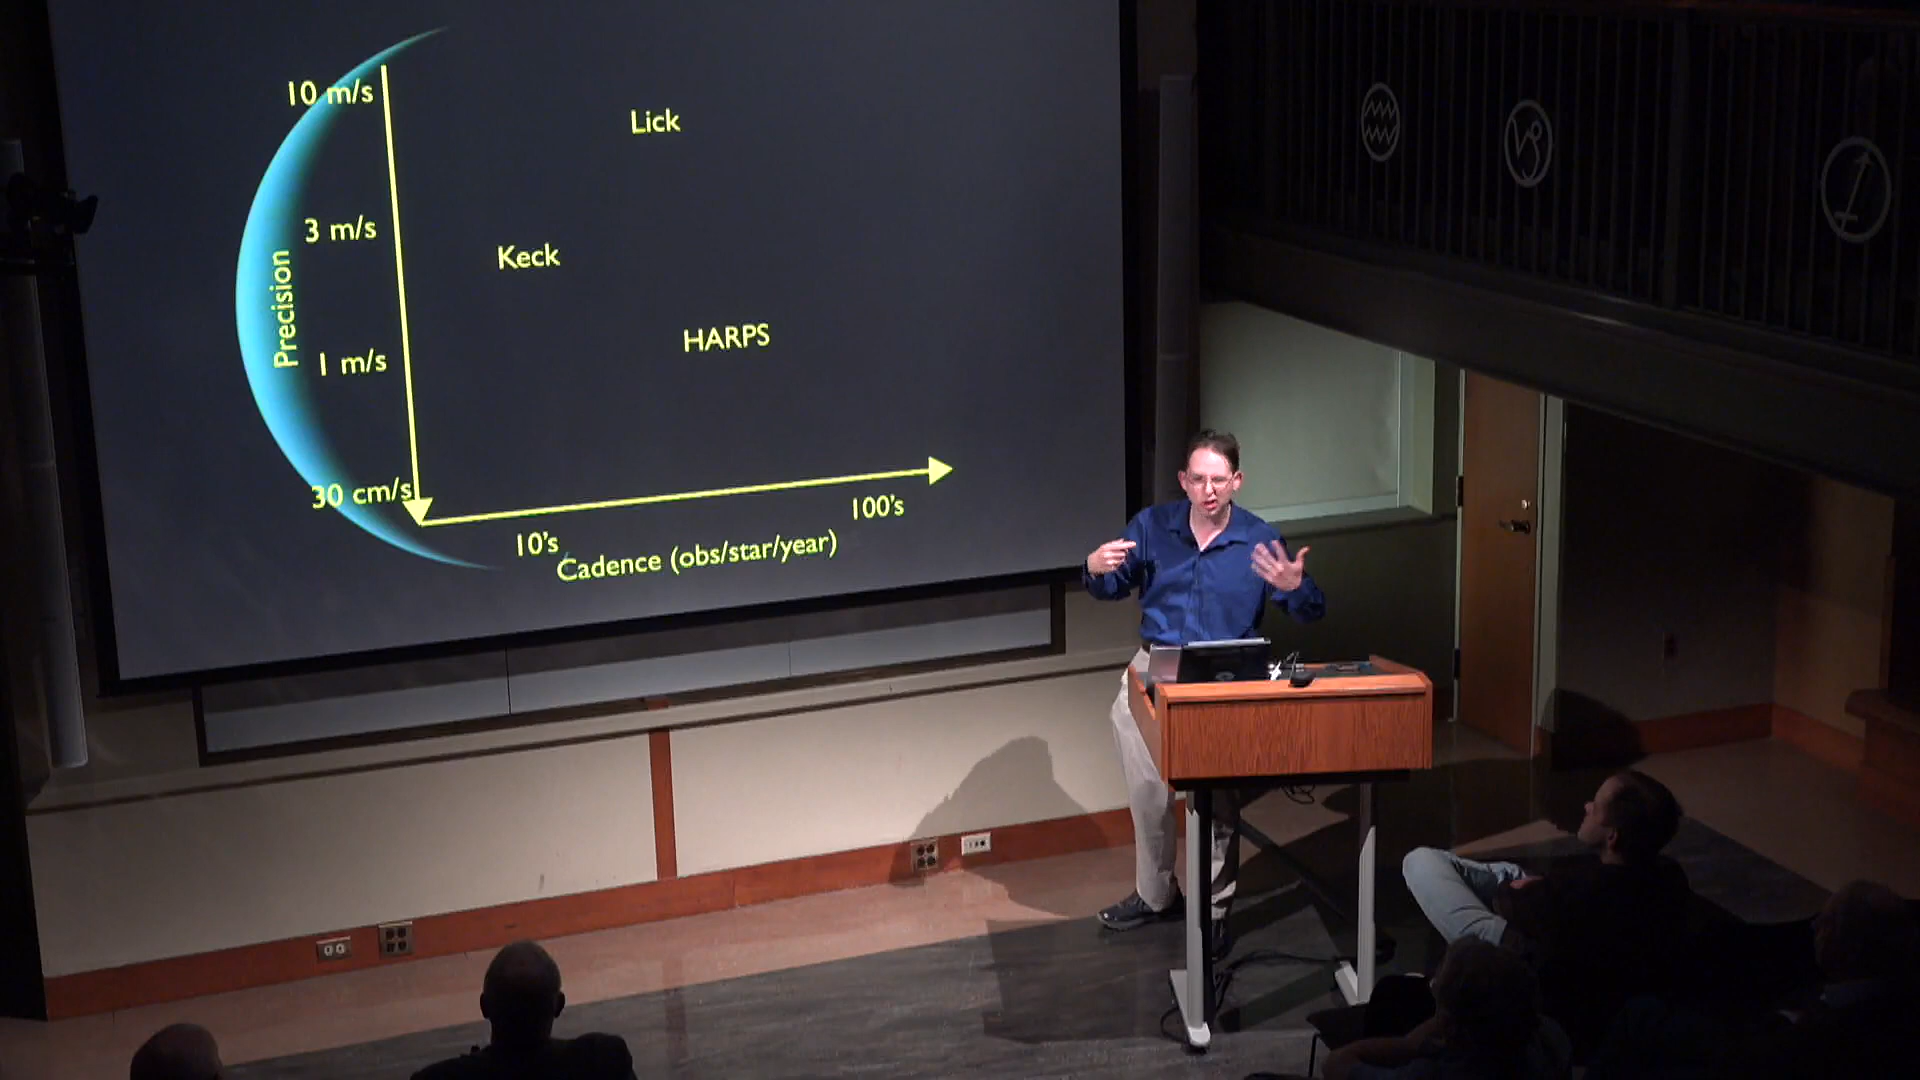 10 m/s
Lick
3 m/s
Keck
Precision
HARPS
1 m/s
30 cm/s
10's
100's
Cadence (obs/star/year)